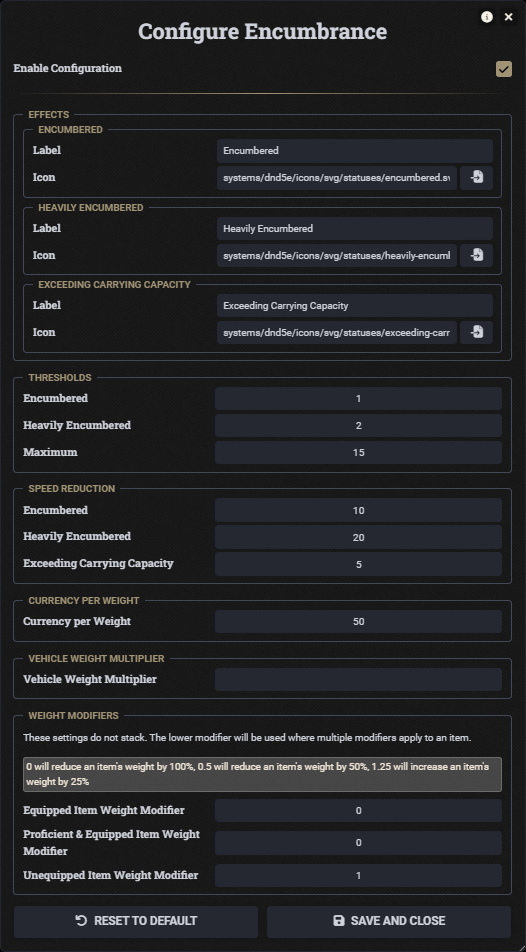 Configure Encumbrance
Enable Configuration
EFFECTS
ENCUMBERED
Label
Encumbered
Icon
systems/dnd5e/icons/svg/statuses/encumbered.sv
HEAVILY ENCUMBERED
Label
Heavily Encumbered
Icon
systems/dnd5e/icons/svg/statuses/heavily-encuml
EXCEEDING CARRYING CAPACITY
Label
Exceeding Carrying Capacity
Icon
systems/dnd5e/icons/svg/statuses/exceeding-carr
THRESHOLDS
Encumbered 1
Heavily Encumbered 2
Maximum 15
SPEED REDUCTION
Encumbered 10
Heavily Encumbered 20
Exceeding Carrying Capacity 5
CURRENCY PER WEIGHT
Currency per Weight 50
VEHICLE WEIGHT MULTIPLIER
Vehicle Weight Multiplier
WEIGHT MODIFIERS
These settings do not stack. The lower modifier will be used where multiple modifiers apply to an item.
0 will reduce an item's weight by 100%, 0.5 will reduce an item's weight by 50%, 1.25 will increase an item's
weight by 25%
Equipped Item Weight Modifier 0
Proficient & Equipped Item Weight
Modifier 0
Unequipped Item Weight Modifier 1
RESET TO DEFAULT
SAVE AND CLOSE